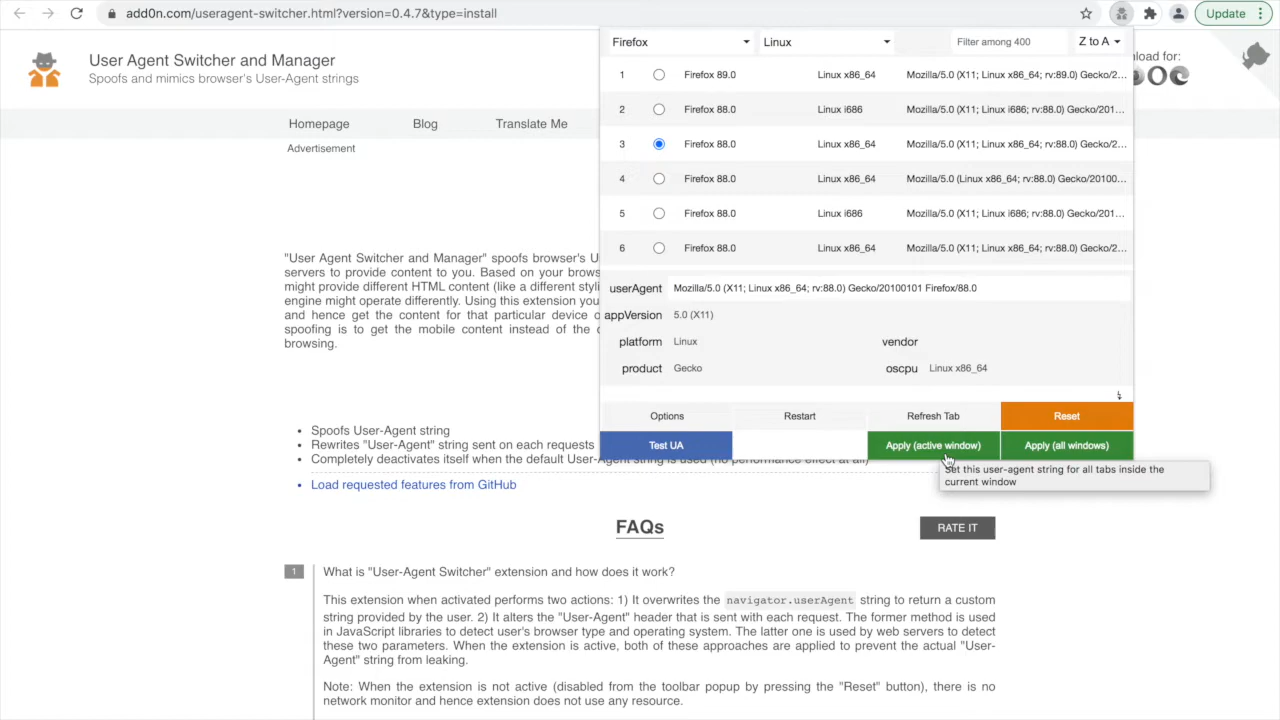 add0n.com/useragent-switcher.html?version=0.4.7&type=install
Update
User Agent Switcher and Manager
Spoofs and mimics browser's User-Agent strings
nload for:
Homepage Blog Translate Me
Advertisement
Firefox Linux Filter among 400 Z to A
1 Firefox 89.0 Linux x86_64 Mozilla/5.0 (X11; Linux x86_64; rv:89.0) Gecko/2...
2 Firefox 88.0 Linux i686 Mozilla/5.0 (X11; Linux i686; rv:88.0) Gecko/201...
3 Firefox 88.0 Linux x86_64 Mozilla/5.0 (X11; Linux x86_64; rv:88.0) Gecko/2...
4 Firefox 88.0 Linux x86_64 Mozilla/5.0 (Linux x86_64; rv:88.0) Gecko/20100...
5 Firefox 88.0 Linux i686 Mozilla/5.0 (X11; Linux i686; rv:88.0) Gecko/201...
6 Firefox 88.0 Linux x86_64 Mozilla/5.0 (X11; Linux x86_64; rv:88.0) Gecko/2...
userAgent Mozilla/5.0 (X11; Linux x86_64; rv:88.0) Gecko/20100101 Firefox/88.0
appVersion 5.0 (X11)
platform Linux vendor
product Gecko oscpu Linux x86_64
Options Restart Refresh Tab Reset
Test UA Apply (active window) Apply (all windows)
Set this user-agent string for all tabs inside the
current window
"User Agent Switcher and Manager" spoofs browser's U
servers to provide content to you. Based on your brows
might provide different HTML content (like a different styli
engine might operate differently. Using this extension you
and hence get the content for that particular device o
spoofing is to get the mobile content instead of the
browsing.
• Spoofs User-Agent string
• Rewrites "User-Agent" string sent on each requests
• Completely deactivates itself when the default User-Agent string is used (no performance effect at all)
• Load requested features from GitHub
FAQs
RATE IT
1 What is "User-Agent Switcher" extension and how does it work?
This extension when activated performs two actions: 1) It overwrites the navigator.userAgent string to return a custom
string provided by the user. 2) It alters the "User-Agent" header that is sent with each request. The former method is used
in JavaScript libraries to detect user's browser type and operating system. The latter one is used by web servers to detect
these two parameters. When the extension is active, both of these approaches are applied to prevent the actual "User-
Agent" string from leaking.
Note: When the extension is not active (disabled from the toolbar popup by pressing the "Reset" button), there is no
network monitor and hence extension does not use any resource.